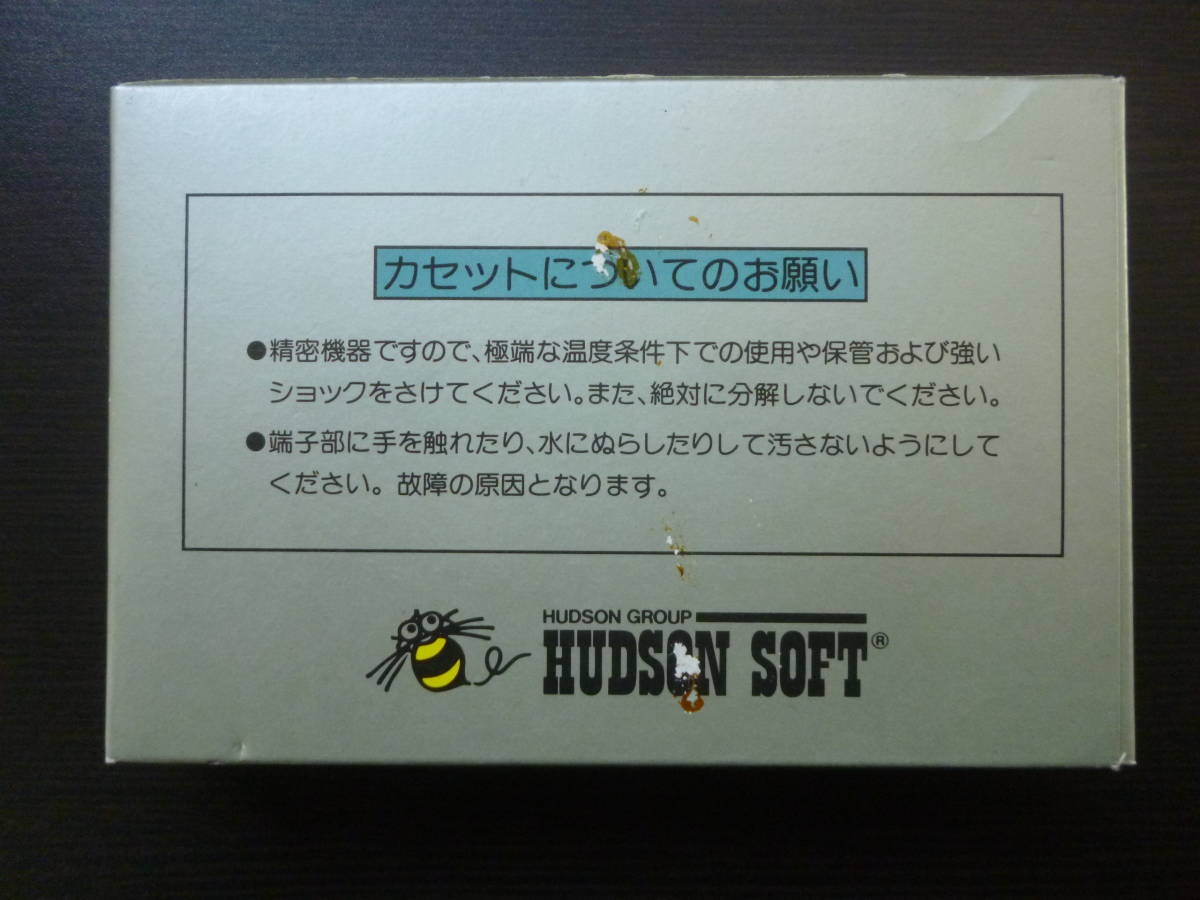 カセットについてのお願い
●精密機器ですので、極端な温度条件下での使用や保管および強い
ショックをさけてください。また、絶対に分解しないでください。
●端子部に手を触れたり、水にぬらしたりして汚さないようにして
ください。故障の原因となります。
HUDSON GROUP
HUDSON SOFT®